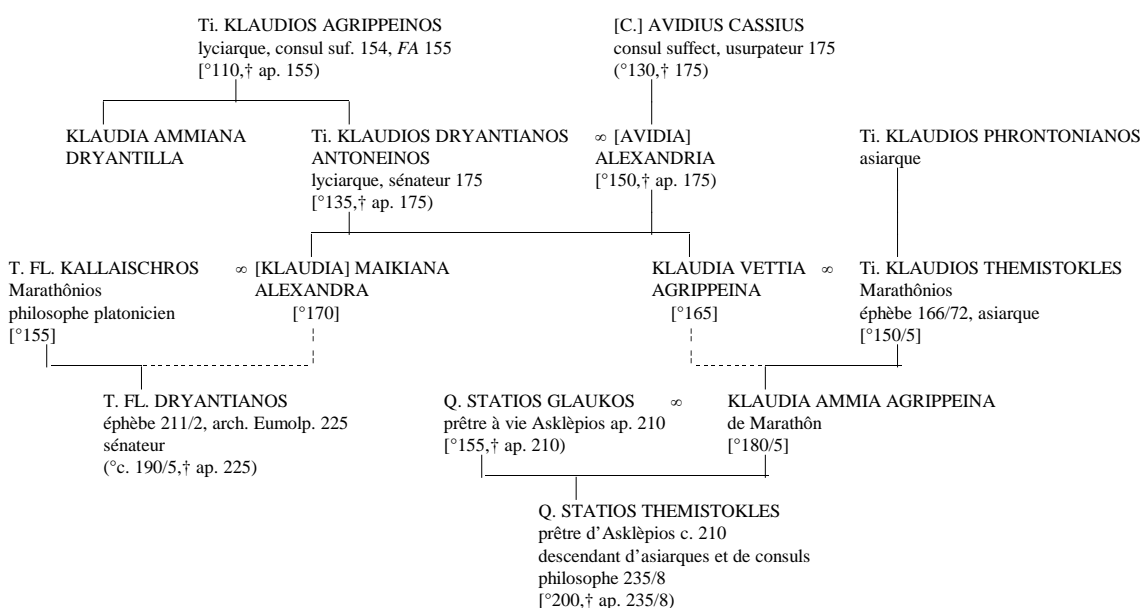 Ti. KLAUDIOS AGRIPPEINOS
lyciarque, consul suf. 154, FA 155
[°110,† ap. 155)
[C.] AVIDIUS CASSIUS
consul suffect, usurpateur 175
(°130,† 175)
KLAUDIA AMMIANA
DRYANTILLA
Ti. KLAUDIOS DRYANTIANOS
ANTONEINOS
lyciarque, sénateur 175
[°135,† ap. 175)
∞ [AVIDIA]
ALEXANDRIA
[°150,† ap. 175)
Ti. KLAUDIOS PHRONTONIANOS
asiarque
T. FL. KALLAISCHROS
Marathônios
philosophe platonicien
[°155]
∞ [KLAUDIA] MAIKIANA
ALEXANDRA
[°170]
KLAUDIA VETTIA ∞
AGRIPPEINA
[°165]
Ti. KLAUDIOS THEMISTOKLES
Marathônios
éphèbe 166/72, asiarque
[°150/5]
T. FL. DRYANTIANOS
éphèbe 211/2, arch. Eumolp. 225
sénateur
(°c. 190/5,† ap. 225)
Q. STATIOS GLAUKOS ∞
prêtre à vie Asklèpios ap. 210
[°155,† ap. 210)
KLAUDIA AMMIA AGRIPPEINA
de Marathôn
[°180/5]
Q. STATIOS THEMISTOKLES
prêtre d'Asklèpios c. 210
descendant d'asiarques et de consuls
philosophe 235/8
[°200,† ap. 235/8)